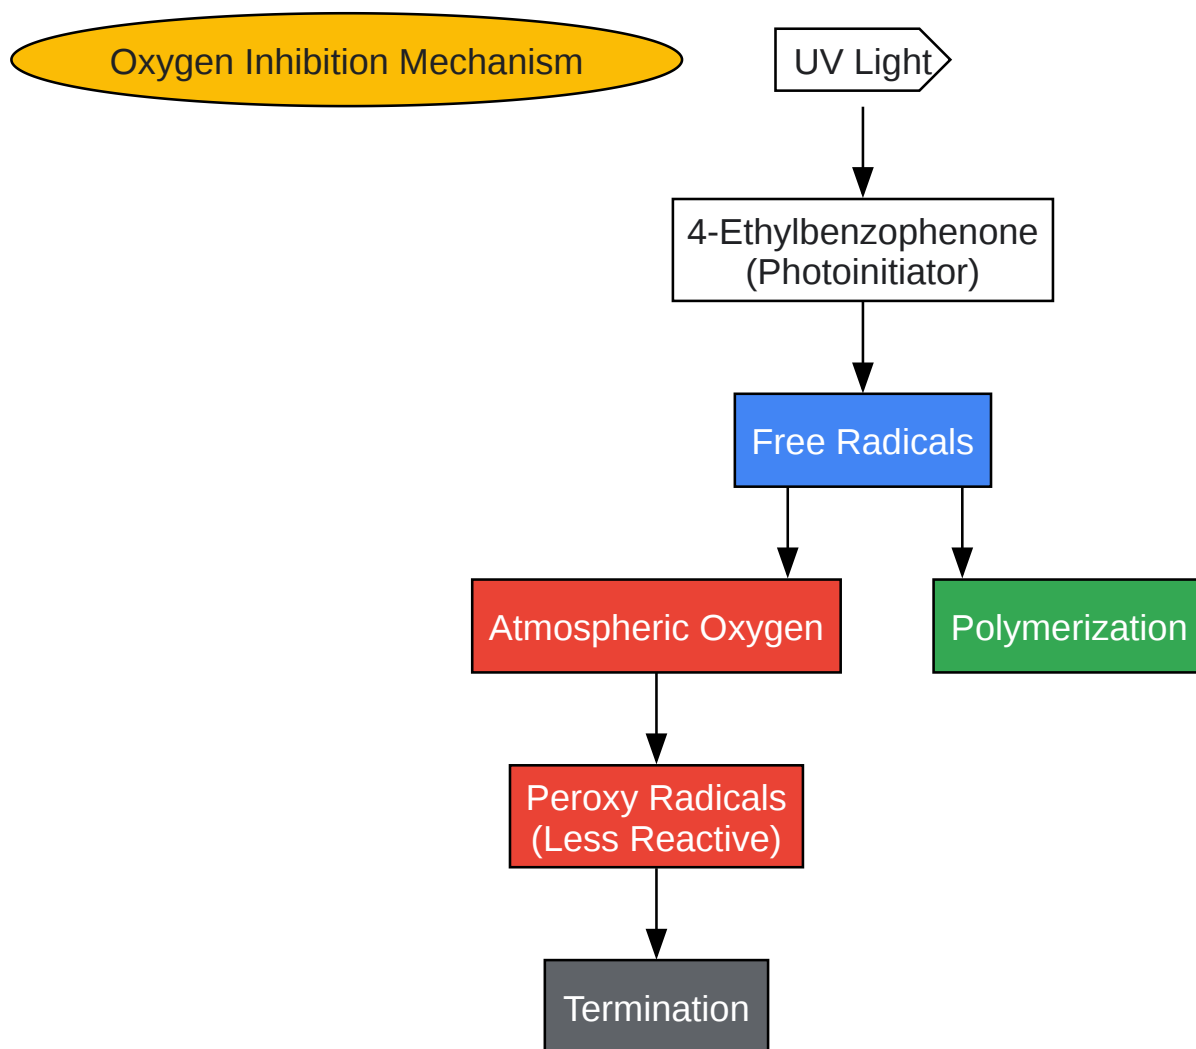 Oxygen Inhibition Mechanism
UV Light
4-Ethylbenzophenone
(Photoinitiator)
Free Radicals
Atmospheric Oxygen
Polymerization
Peroxy Radicals
(Less Reactive)
Termination